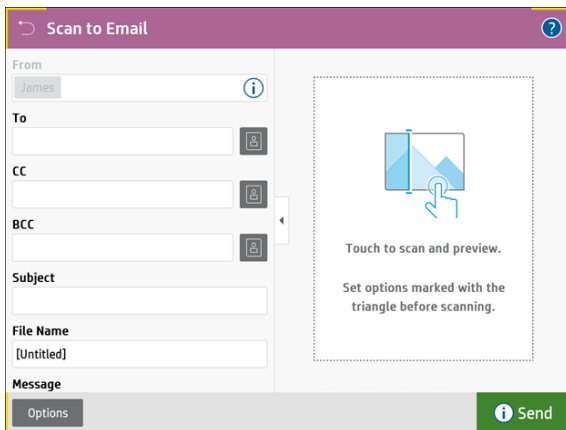 Scan to Email
?
From
James
i
To
CC
BCC
Subject
File Name
[Untitled]
Message
Touch to scan and preview.
Set options marked with the
triangle before scanning.
Options
i Send